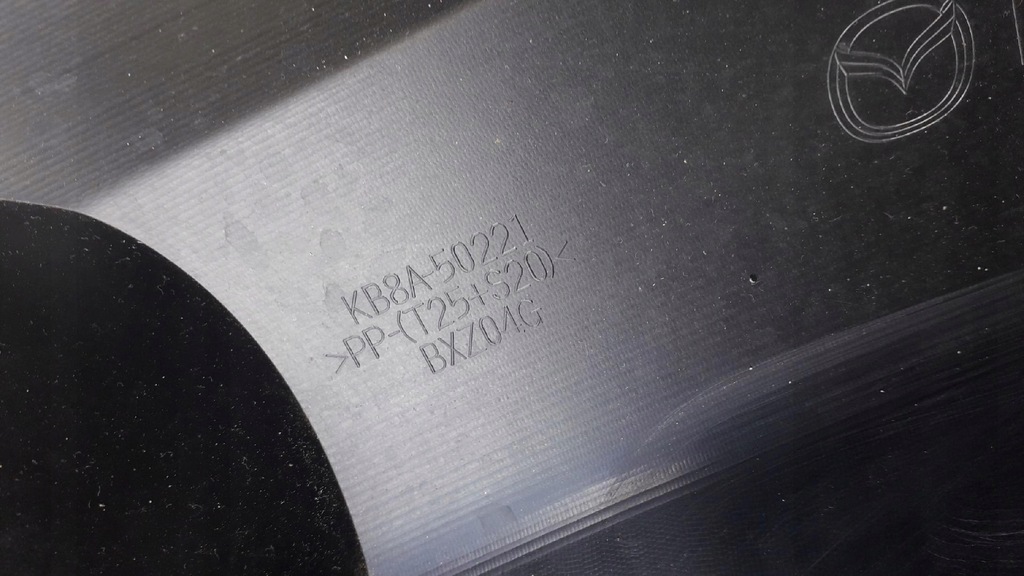 KB8A-50221
>PP-(T25+S20)<
BXZ04G